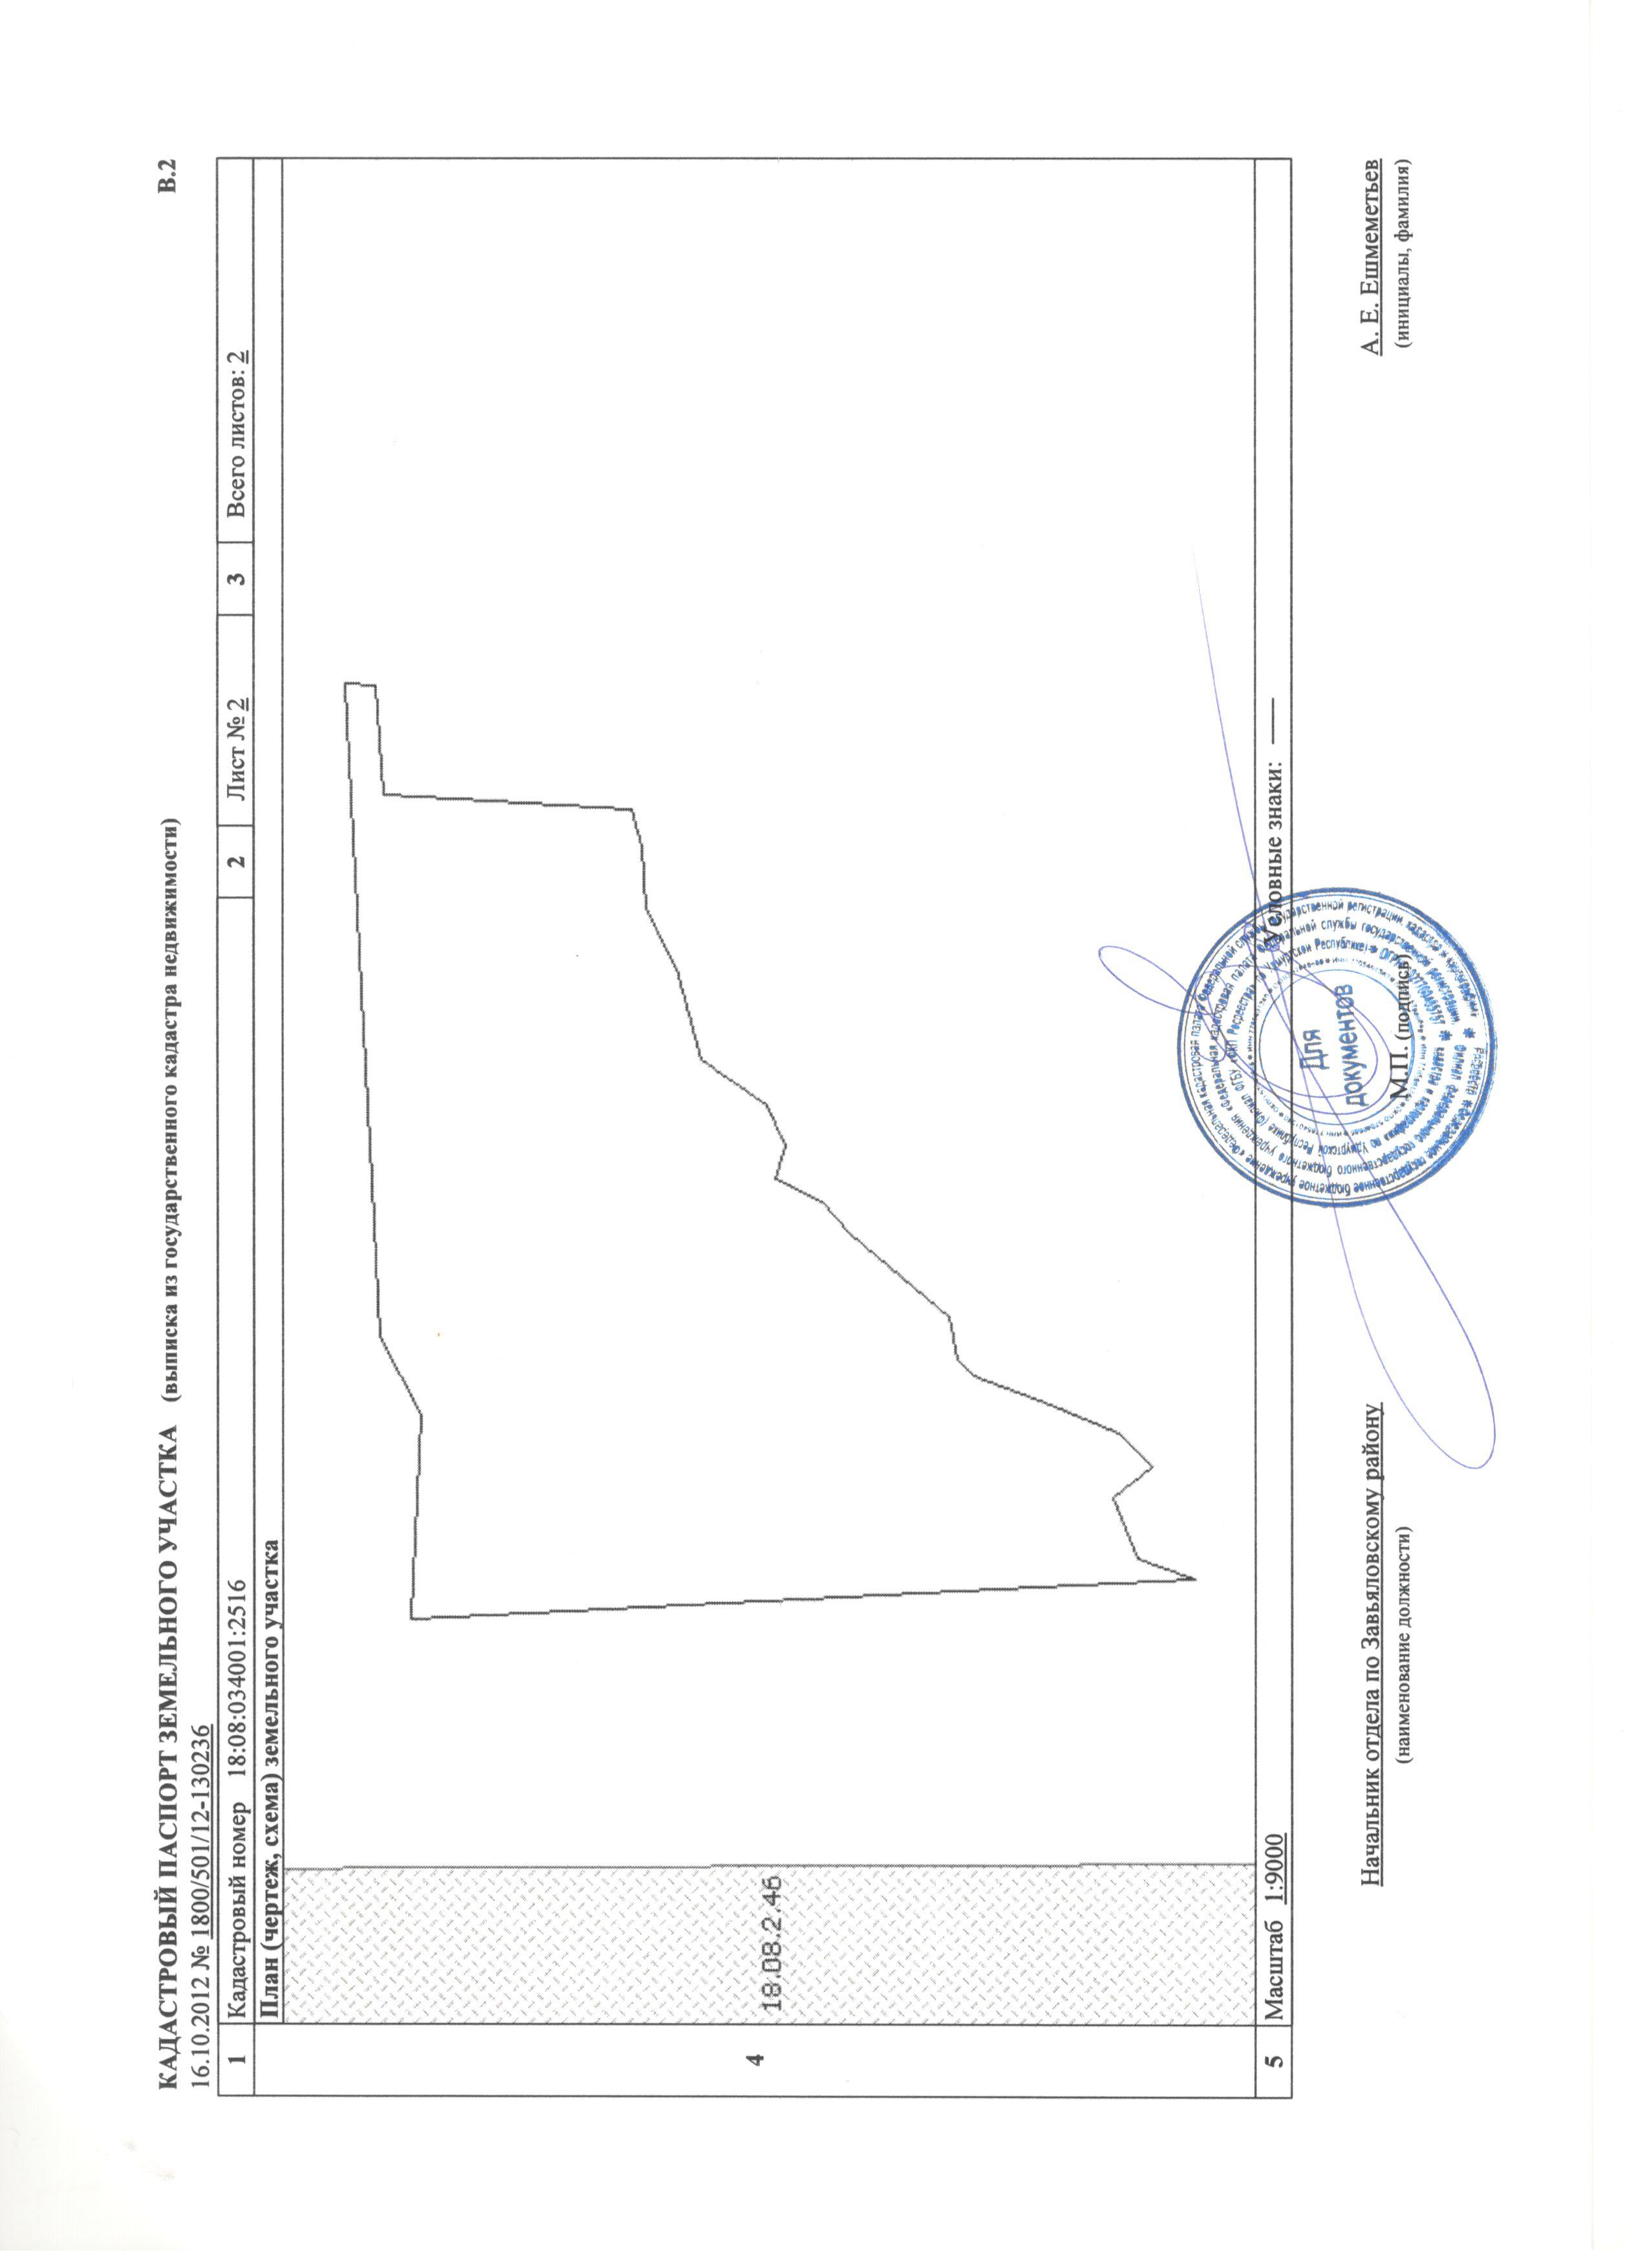 КАДАСТРОВЫЙ ПАСПОРТ ЗЕМЕЛЬНОГО УЧАСТКА (выписка из государственного кадастра недвижимости) В.2
16.10.2012 № 1800/501/12-130236
1 Кадастровый номер 18:08:034001:2516 2 Лист № 2 3 Всего листов: 2
План (чертеж, схема) земельного участка
4
18.08.2.46
5 Масштаб 1:9000 Условные знаки:
Для
документов
Начальник отдела по Завьяловскому району А. Е. Ешмеметьев
(наименование должности) М.П. (подпись) (инициалы, фамилия)